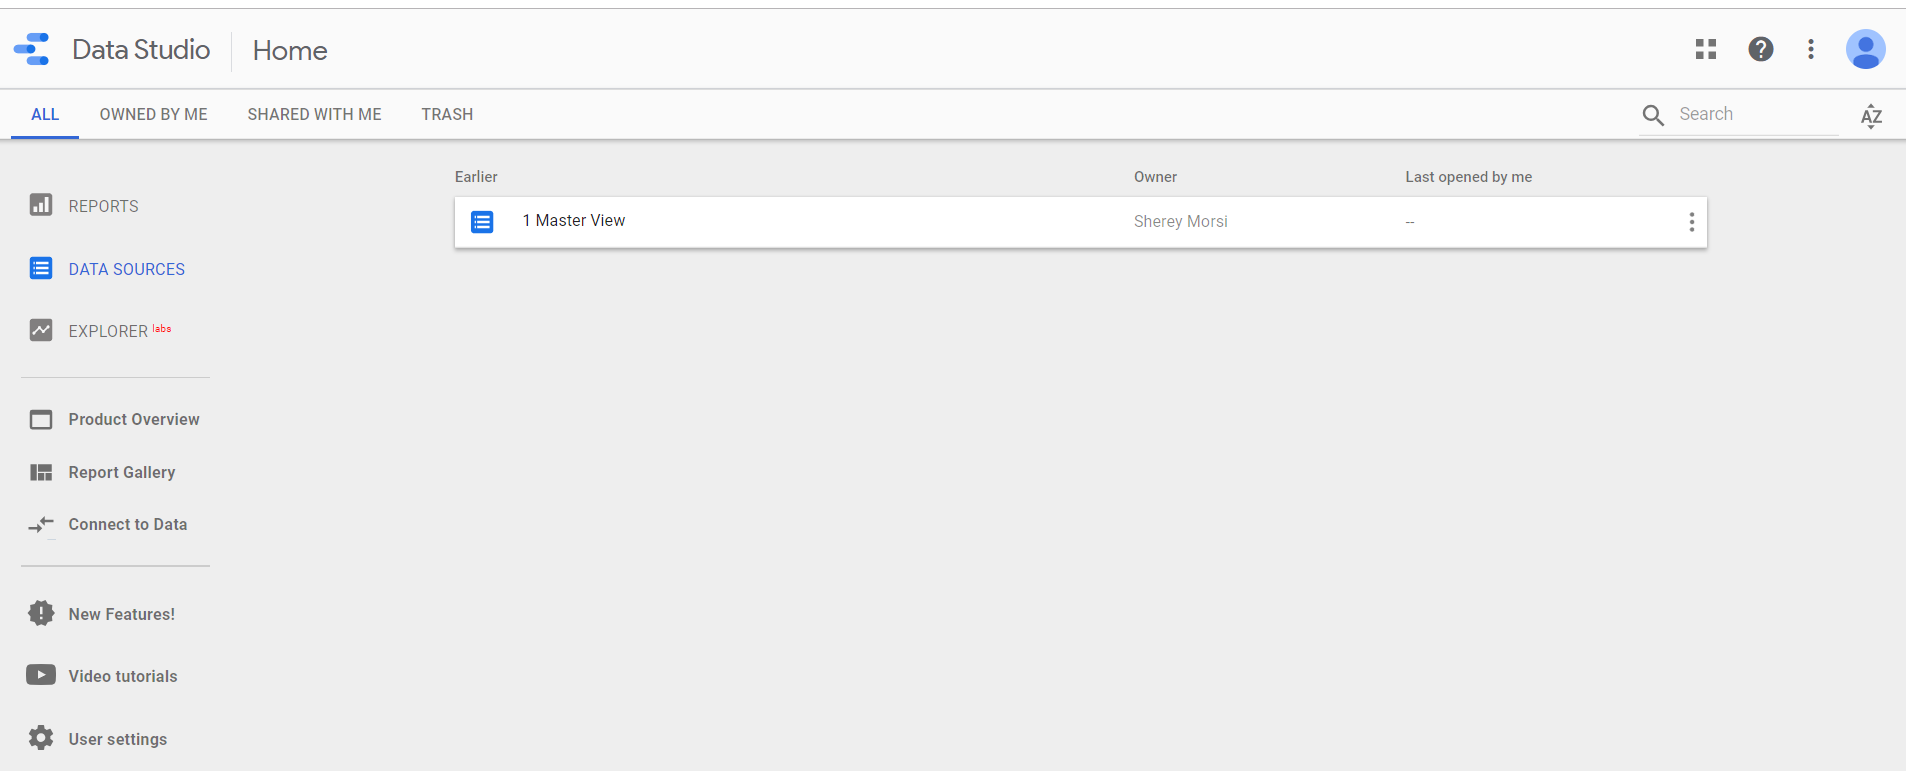 Data Studio Home
ALL OWNED BY ME SHARED WITH ME TRASH Search AZ
Earlier Owner Last opened by me
1 Master View Sherey Morsi --
REPORTS
DATA SOURCES
EXPLORER labs
Product Overview
Report Gallery
Connect to Data
New Features!
Video tutorials
User settings